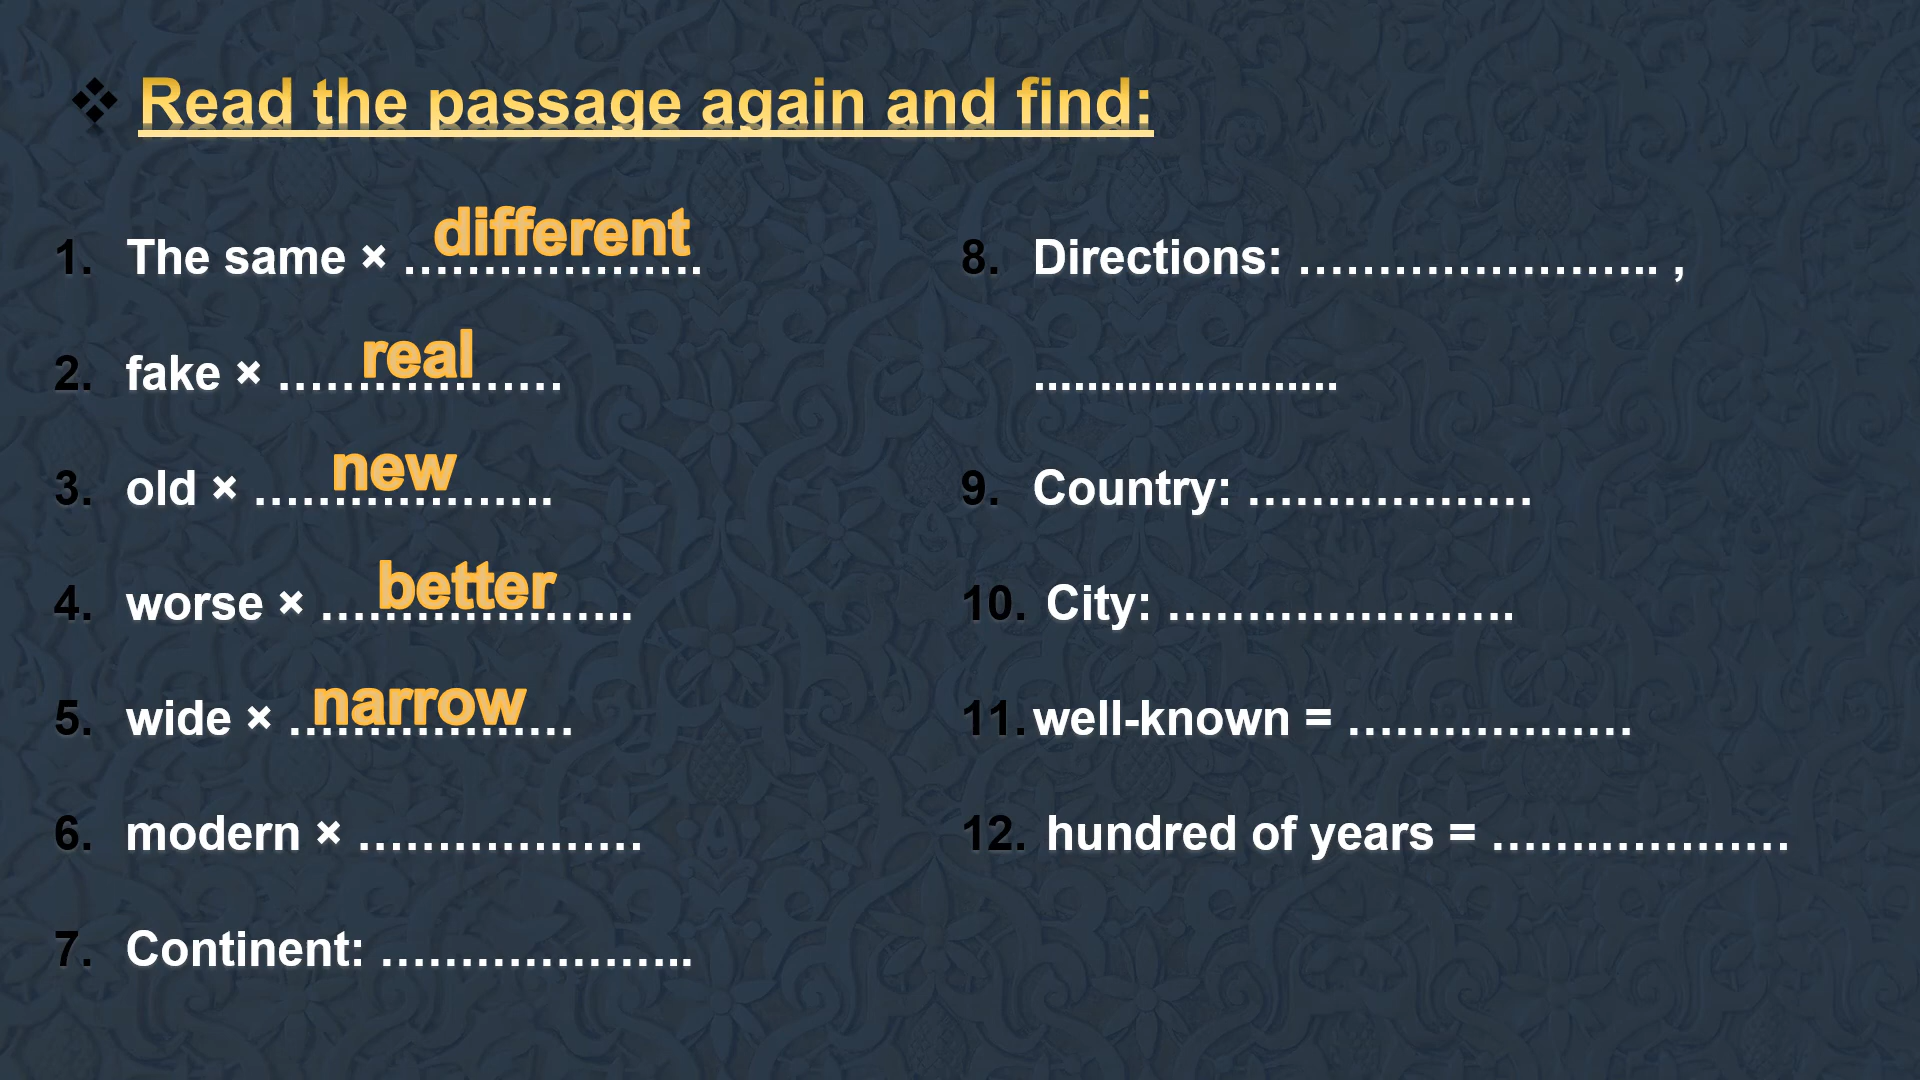 ❖ Read the passage again and find:
1. The same × ........different..........
2. fake × ........real..........
3. old × ........new..........
4. worse × ........better..........
5. wide × ........narrow..........
6. modern × ………………
7. Continent: ………………...
8. Directions: ………………….. ,
.......................
9. Country: ………………
10. City: ………………….
11. well-known = ………………
12. hundred of years = …….…………